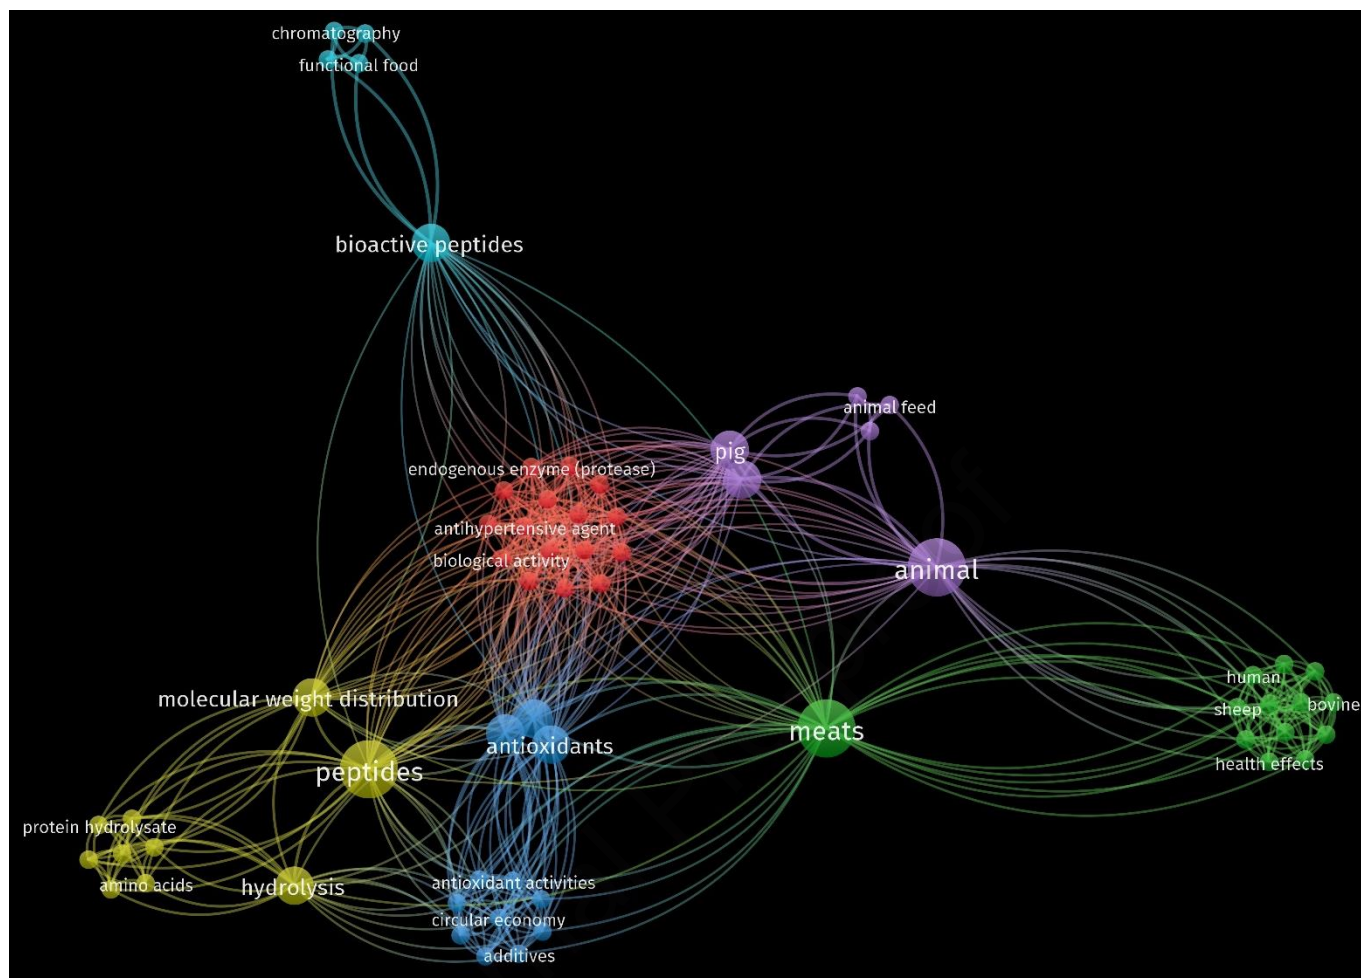 chromatography
functional food
bioactive peptides
animal feed
pig
endogenous enzyme (protease)
antihypertensive agent
biological activity
animal
human
sheep
bovine
health effects
molecular weight distribution
meats
antioxidants
peptides
protein hydrolysate
amino acids
hydrolysis
antioxidant activities
circular economy
additives